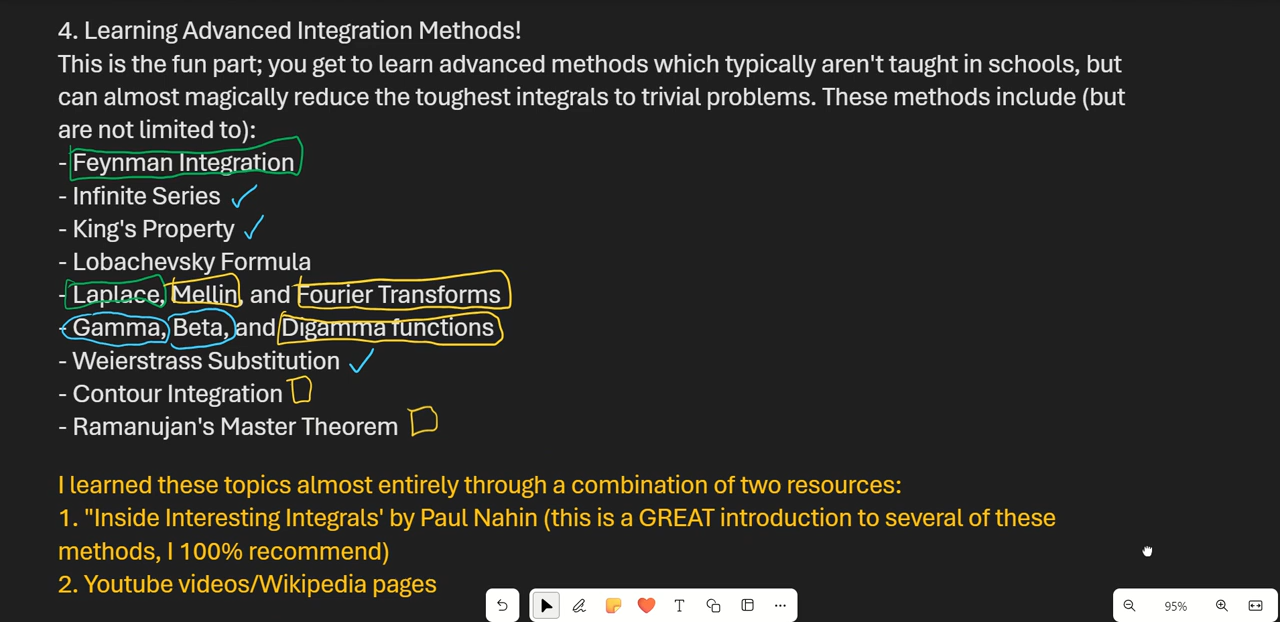 4. Learning Advanced Integration Methods!
This is the fun part; you get to learn advanced methods which typically aren't taught in schools, but
can almost magically reduce the toughest integrals to trivial problems. These methods include (but
are not limited to):
- Feynman Integration
- Infinite Series
- King's Property
- Lobachevsky Formula
- Laplace, Mellin, and Fourier Transforms
- Gamma, Beta, and Digamma functions
- Weierstrass Substitution
- Contour Integration
- Ramanujan's Master Theorem
I learned these topics almost entirely through a combination of two resources:
1. "Inside Interesting Integrals' by Paul Nahin (this is a GREAT introduction to several of these
methods, I 100% recommend)
2. Youtube videos/Wikipedia pages
95%